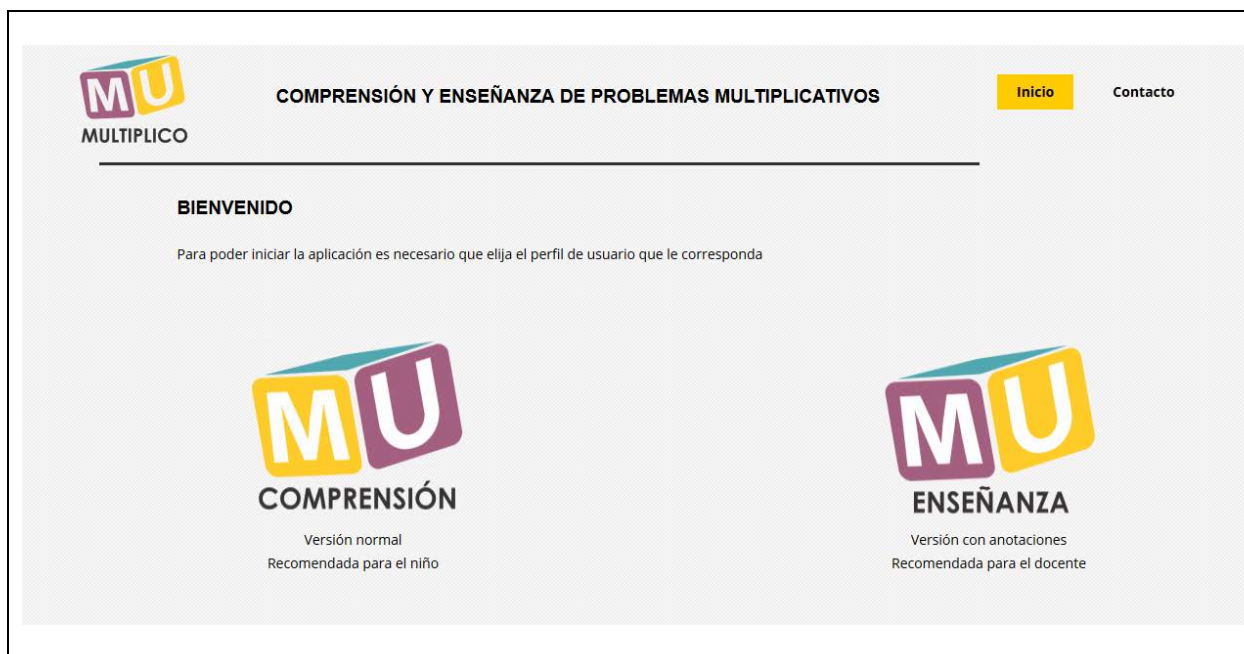 MU
MULTIPLICO
COMPRENSIÓN Y ENSEÑANZA DE PROBLEMAS MULTIPLICATIVOS
Inicio
Contacto
BIENVENIDO
Para poder iniciar la aplicación es necesario que elija el perfil de usuario que le corresponda
MU
COMPRENSIÓN
Versión normal
Recomendada para el niño
MU
ENSEÑANZA
Versión con anotaciones
Recomendada para el docente